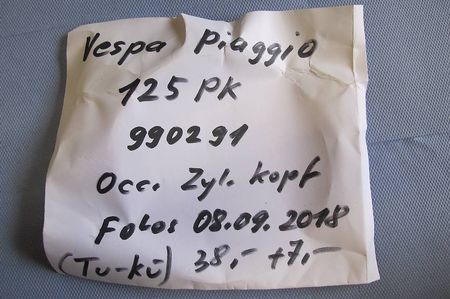 Vespa Piaggio
125 PK
990291
Occ. Zyl. kopf
Fotos 08.09.2018
(Tu-kü) 38,- +7,-